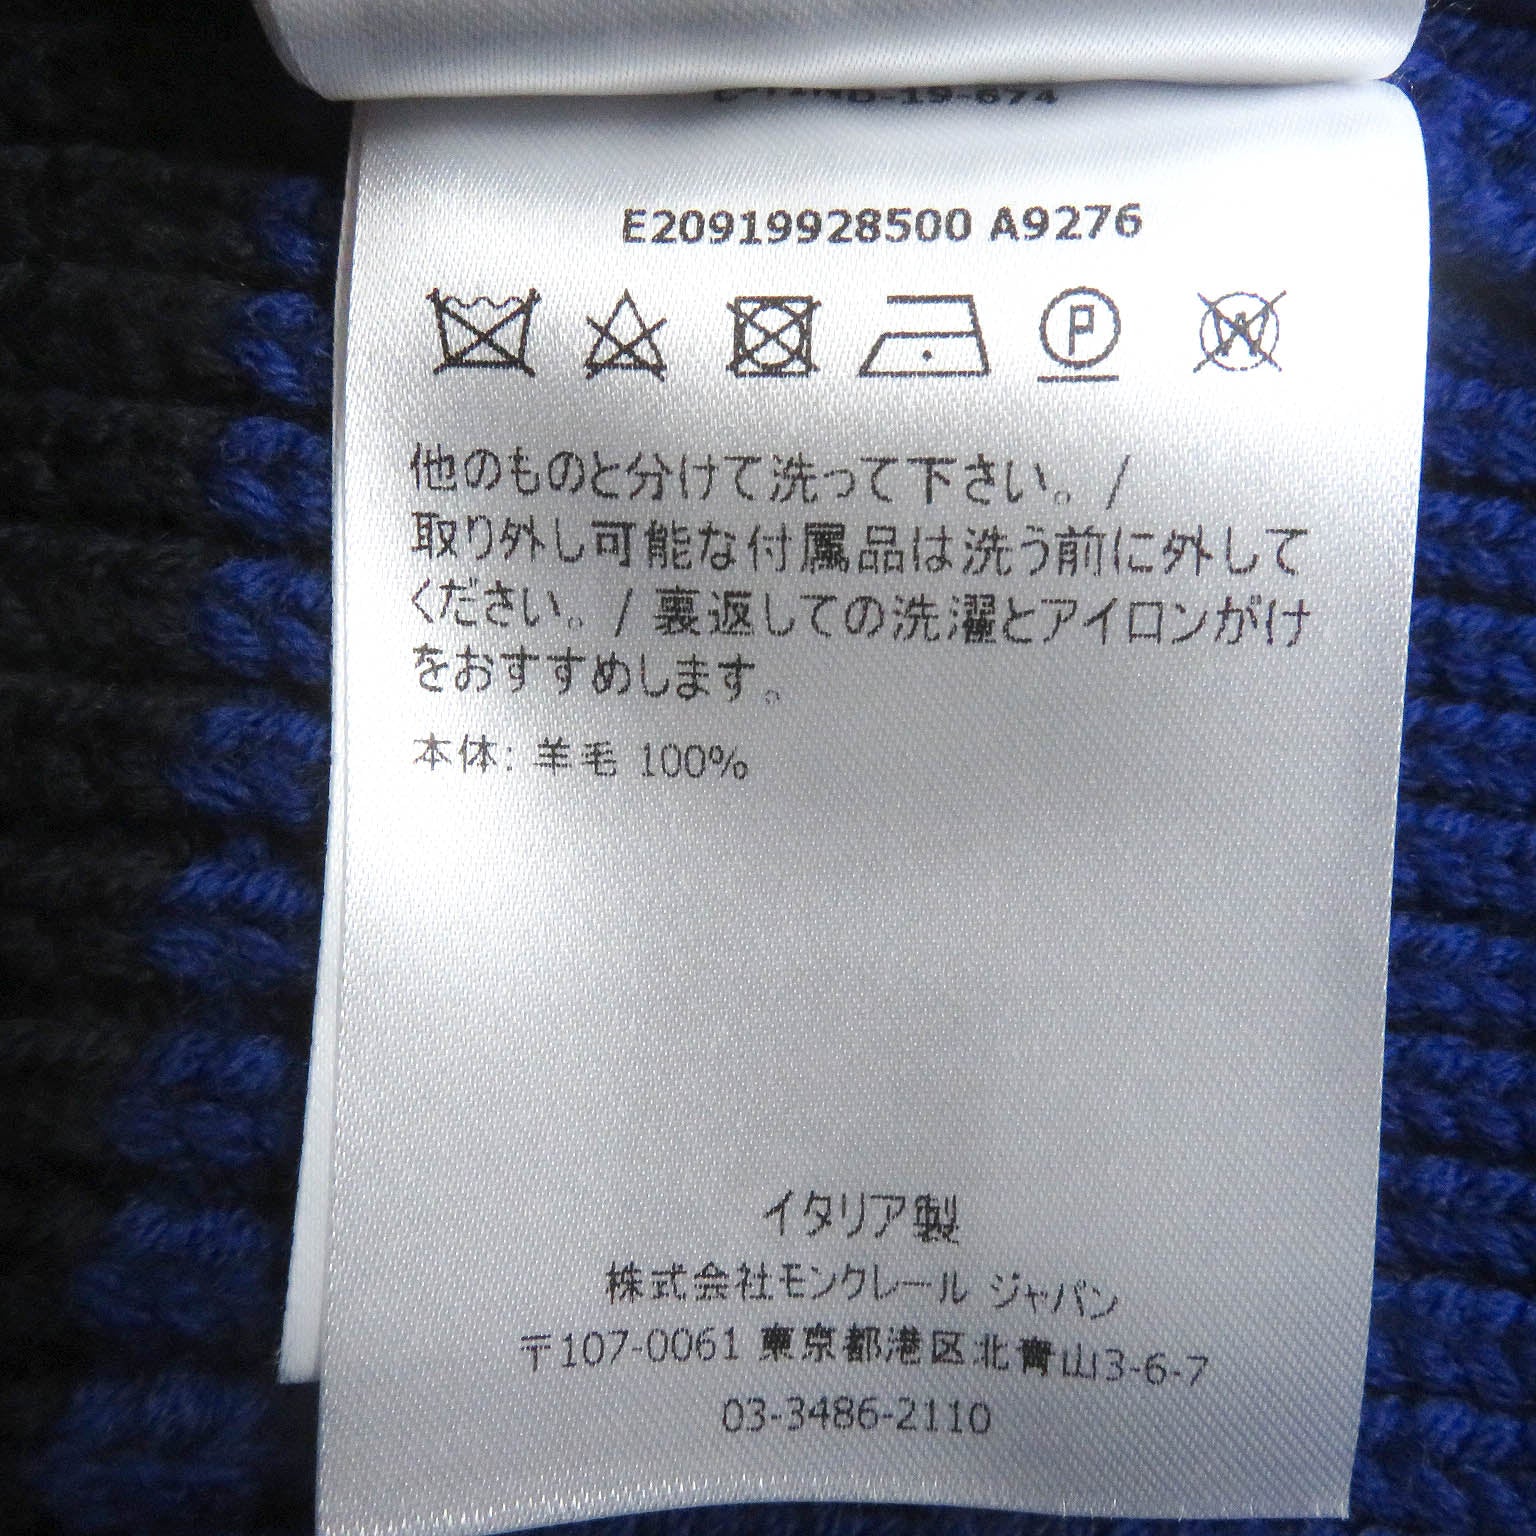 E20919928500 A9276
P
W
他のものと分けて洗って下さい。/
取り外し可能な付属品は洗う前に外して
ください。/ 裏返しての洗濯とアイロンがけ
をおすすめします。
本体: 羊毛 100%
イタリア製
株式会社モンクレール ジャパン
〒107-0061 東京都港区北青山3-6-7
03-3486-2110